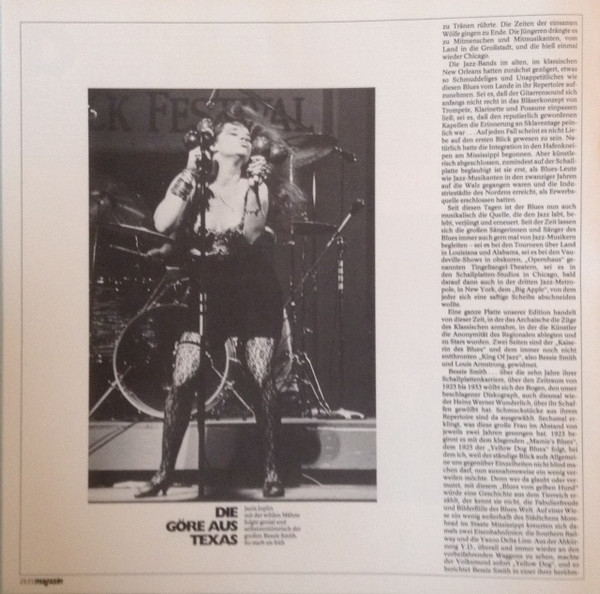 K FESTIVAL
DIE
GÖRE AUS
TEXAS
Janis Joplin
mit der wilden Mähne
folgte genial und
selbstzerstörerisch der
großen Bessie Smith.
So starb sie früh
magazin
zu Tränen rührte. Die Zeiten der einsamen
Wölfe gingen zu Ende. Die Jüngeren drängte es
zu Mitmenschen und Mitmusikanten, vom
Land in die Großstadt, und die hieß einmal
wieder Chicago.
Die Jazz-Bands im alten, im klassischen
New Orleans hatten zunächst gezögert, etwas
so Schmuddeliges und Unappetitliches wie
diesen Blues vom Lande in ihr Repertoire auf-
zunehmen. Sei es, daß der Gitarrensound sich
anfangs nicht recht in das Bläserkonzept von
Trompete, Klarinette und Posaune einpassen
ließ; sei es, daß den reputierlich gewordenen
Kapellen die Erinnerung an Sklaventage pein-
lich war . . . Auf jeden Fall scheint es nicht Lie-
be auf den ersten Blick gewesen zu sein. Na-
türlich hatte die Integration in den Hafenknei-
pen am Mississippi begonnen. Aber künstle-
risch abgeschlossen, zumindest auf der Schall-
platte beglaubigt ist sie erst, als Blues-Leute
wie Jazz-Musikanten in den zwanziger Jahren
auf die Walz gegangen waren und die Indu-
striestädte des Nordens erreicht, als Erwerbs-
quelle erschlossen hatten.
Seit diesen Tagen ist der Blues nun auch
musikalisch die Quelle, die den Jazz labt, be-
lebt, verjüngt und erneuert. Seit der Zeit lassen
sich die großen Sängerinnen und Sänger des
Blues immer auch gern mal von Jazz-Musikern
begleiten – sei es bei den Tourneen über Land
in Louisiana und Alabama, sei es bei den Vau-
deville-Shows in obskuren, „Opernhaus" ge-
nannten Tingeltangel-Theatern, sei es in
den Schallplatten-Studios in Chicago, bald
darauf dann auch in der dritten Jazz-Metro-
pole, in New York, dem „Big Apple", von dem
jeder sich eine saftige Scheibe abschneiden
wollte.
Eine ganze Platte unserer Edition handelt
von dieser Zeit, in der das Archaische die Züge
des Klassischen annahm, in der die Künstler
die Anonymität des Regionalen ablegten und
zu Stars wurden. Zwei Seiten sind der „Kaise-
rin des Blues" und dem immer noch nicht
entthronten „King Of Jazz", also Bessie Smith
und Louis Armstrong, gewidmet.
Bessie Smith . . . über die zehn Jahre ihrer
Schallplattenkarriere, über den Zeitraum von
1923 bis 1933 wölbt sich der Bogen, den unser
beschlagener Diskograph, auch diesmal wie-
der Heinz Werner Wunderlich, über ihr Schaf-
fen gewölbt hat. Schmuckstücke aus ihrem
Repertoire sind da ausgewählt. Sechsmal er-
klingt, was diese große Frau im Abstand von
jeweils zwei Jahren gesungen hat. 1923 be-
ginnt es mit dem klagenden „Mamie's Blues",
dem 1925 der „Yellow Dog Blues" folgt, bei
dem ich, weil der ständige Blick aufs Allgemei-
ne uns gegenüber Einzelheiten nicht blind ma-
chen darf, nun ausnahmsweise ein wenig ver-
weilen möchte. Denn wer da glaubt oder ver-
mutet, mit diesem „Blues vom gelben Hund"
würde eine Geschichte aus dem Tierreich er-
zählt, der kennt sie nicht, die Fabulierfreude
und Bilderfülle der Blues-Welt. Auf einer Wie-
se ein wenig außerhalb des Städtchens More-
head im Staate Mississippi kreuzten sich da-
mals zwei Eisenbahnlinien: die Southern Rail-
way und die Yazoo Delta Line. Aus der Abkür-
zung Y.D., überall und immer wieder an den
vorbeifahrenden Waggons zu sehen, machte
der Volksmund sofort „Yellow Dog", und so
berichtet Bessie Smith in einer ihrer berühm-